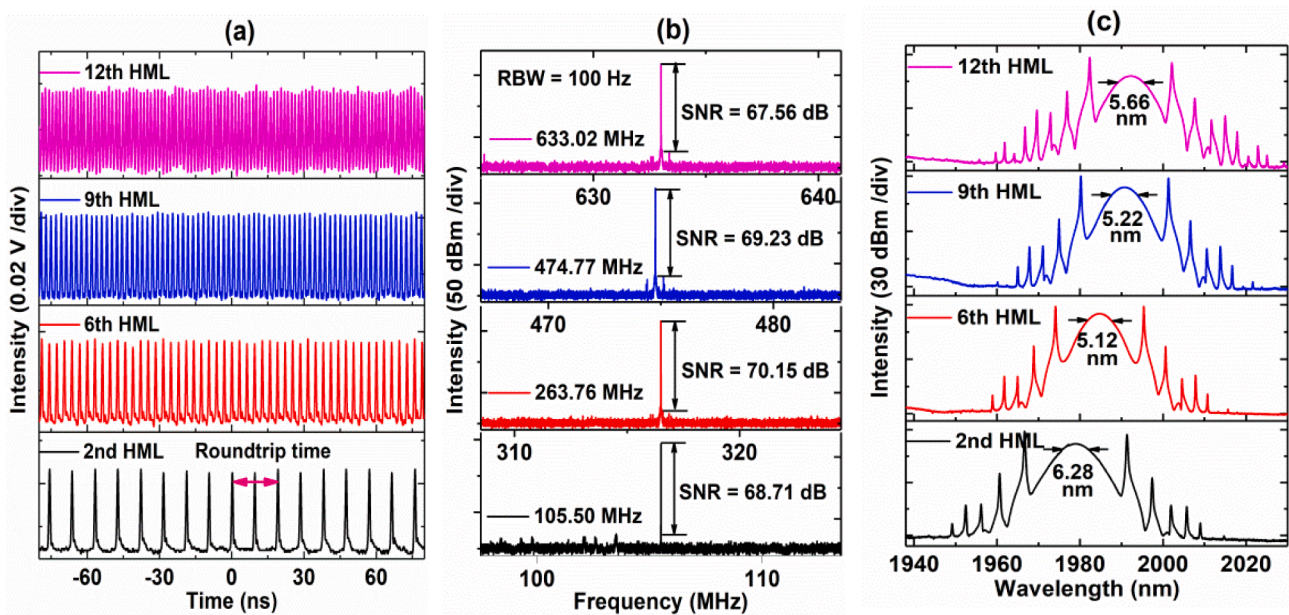 (a)
12th HML
9th HML
6th HML
2nd HML
Roundtrip time
Intensity (0.02 V /div)
-60 -30 0 30 60
Time (ns)
(b)
RBW = 100 Hz
SNR = 67.56 dB
633.02 MHz
630 640
SNR = 69.23 dB
474.77 MHz
470 480
SNR = 70.15 dB
263.76 MHz
310 320
SNR = 68.71 dB
105.50 MHz
100 110
Intensity (50 dBm /div)
Frequency (MHz)
(c)
12th HML
5.66
nm
9th HML
5.22
nm
6th HML
5.12
nm
2nd HML
6.28
nm
Intensity (30 dBm /div)
1940 1960 1980 2000 2020
Wavelength (nm)